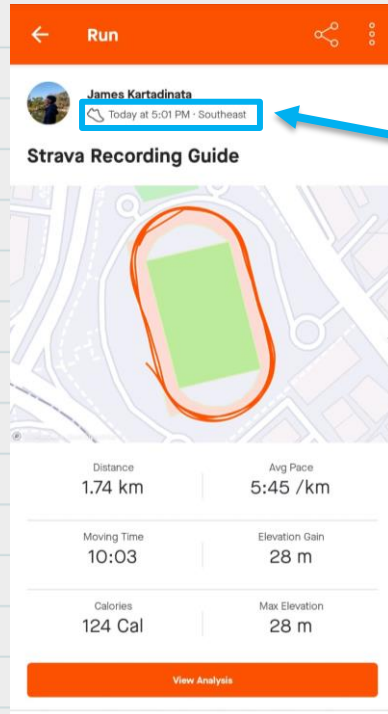 Run
James Kartadinata
Today at 5:01 PM · Southeast
Strava Recording Guide
Distance
1.74 km
Avg Pace
5:45 /km
Moving Time
10:03
Elevation Gain
28 m
Calories
124 Cal
Max Elevation
28 m
View Analysis